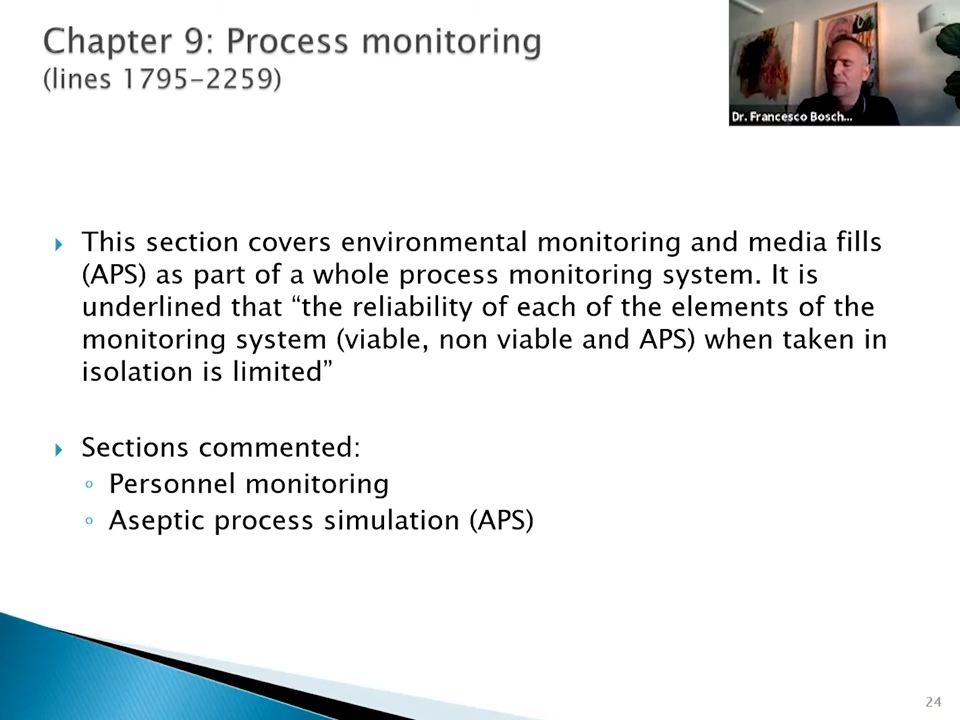 Chapter 9: Process monitoring
(lines 1795-2259)
Dr. Francesco Bosch...
This section covers environmental monitoring and media fills
(APS) as part of a whole process monitoring system. It is
underlined that “the reliability of each of the elements of the
monitoring system (viable, non viable and APS) when taken in
isolation is limited”
Sections commented:
Personnel monitoring
Aseptic process simulation (APS)
24